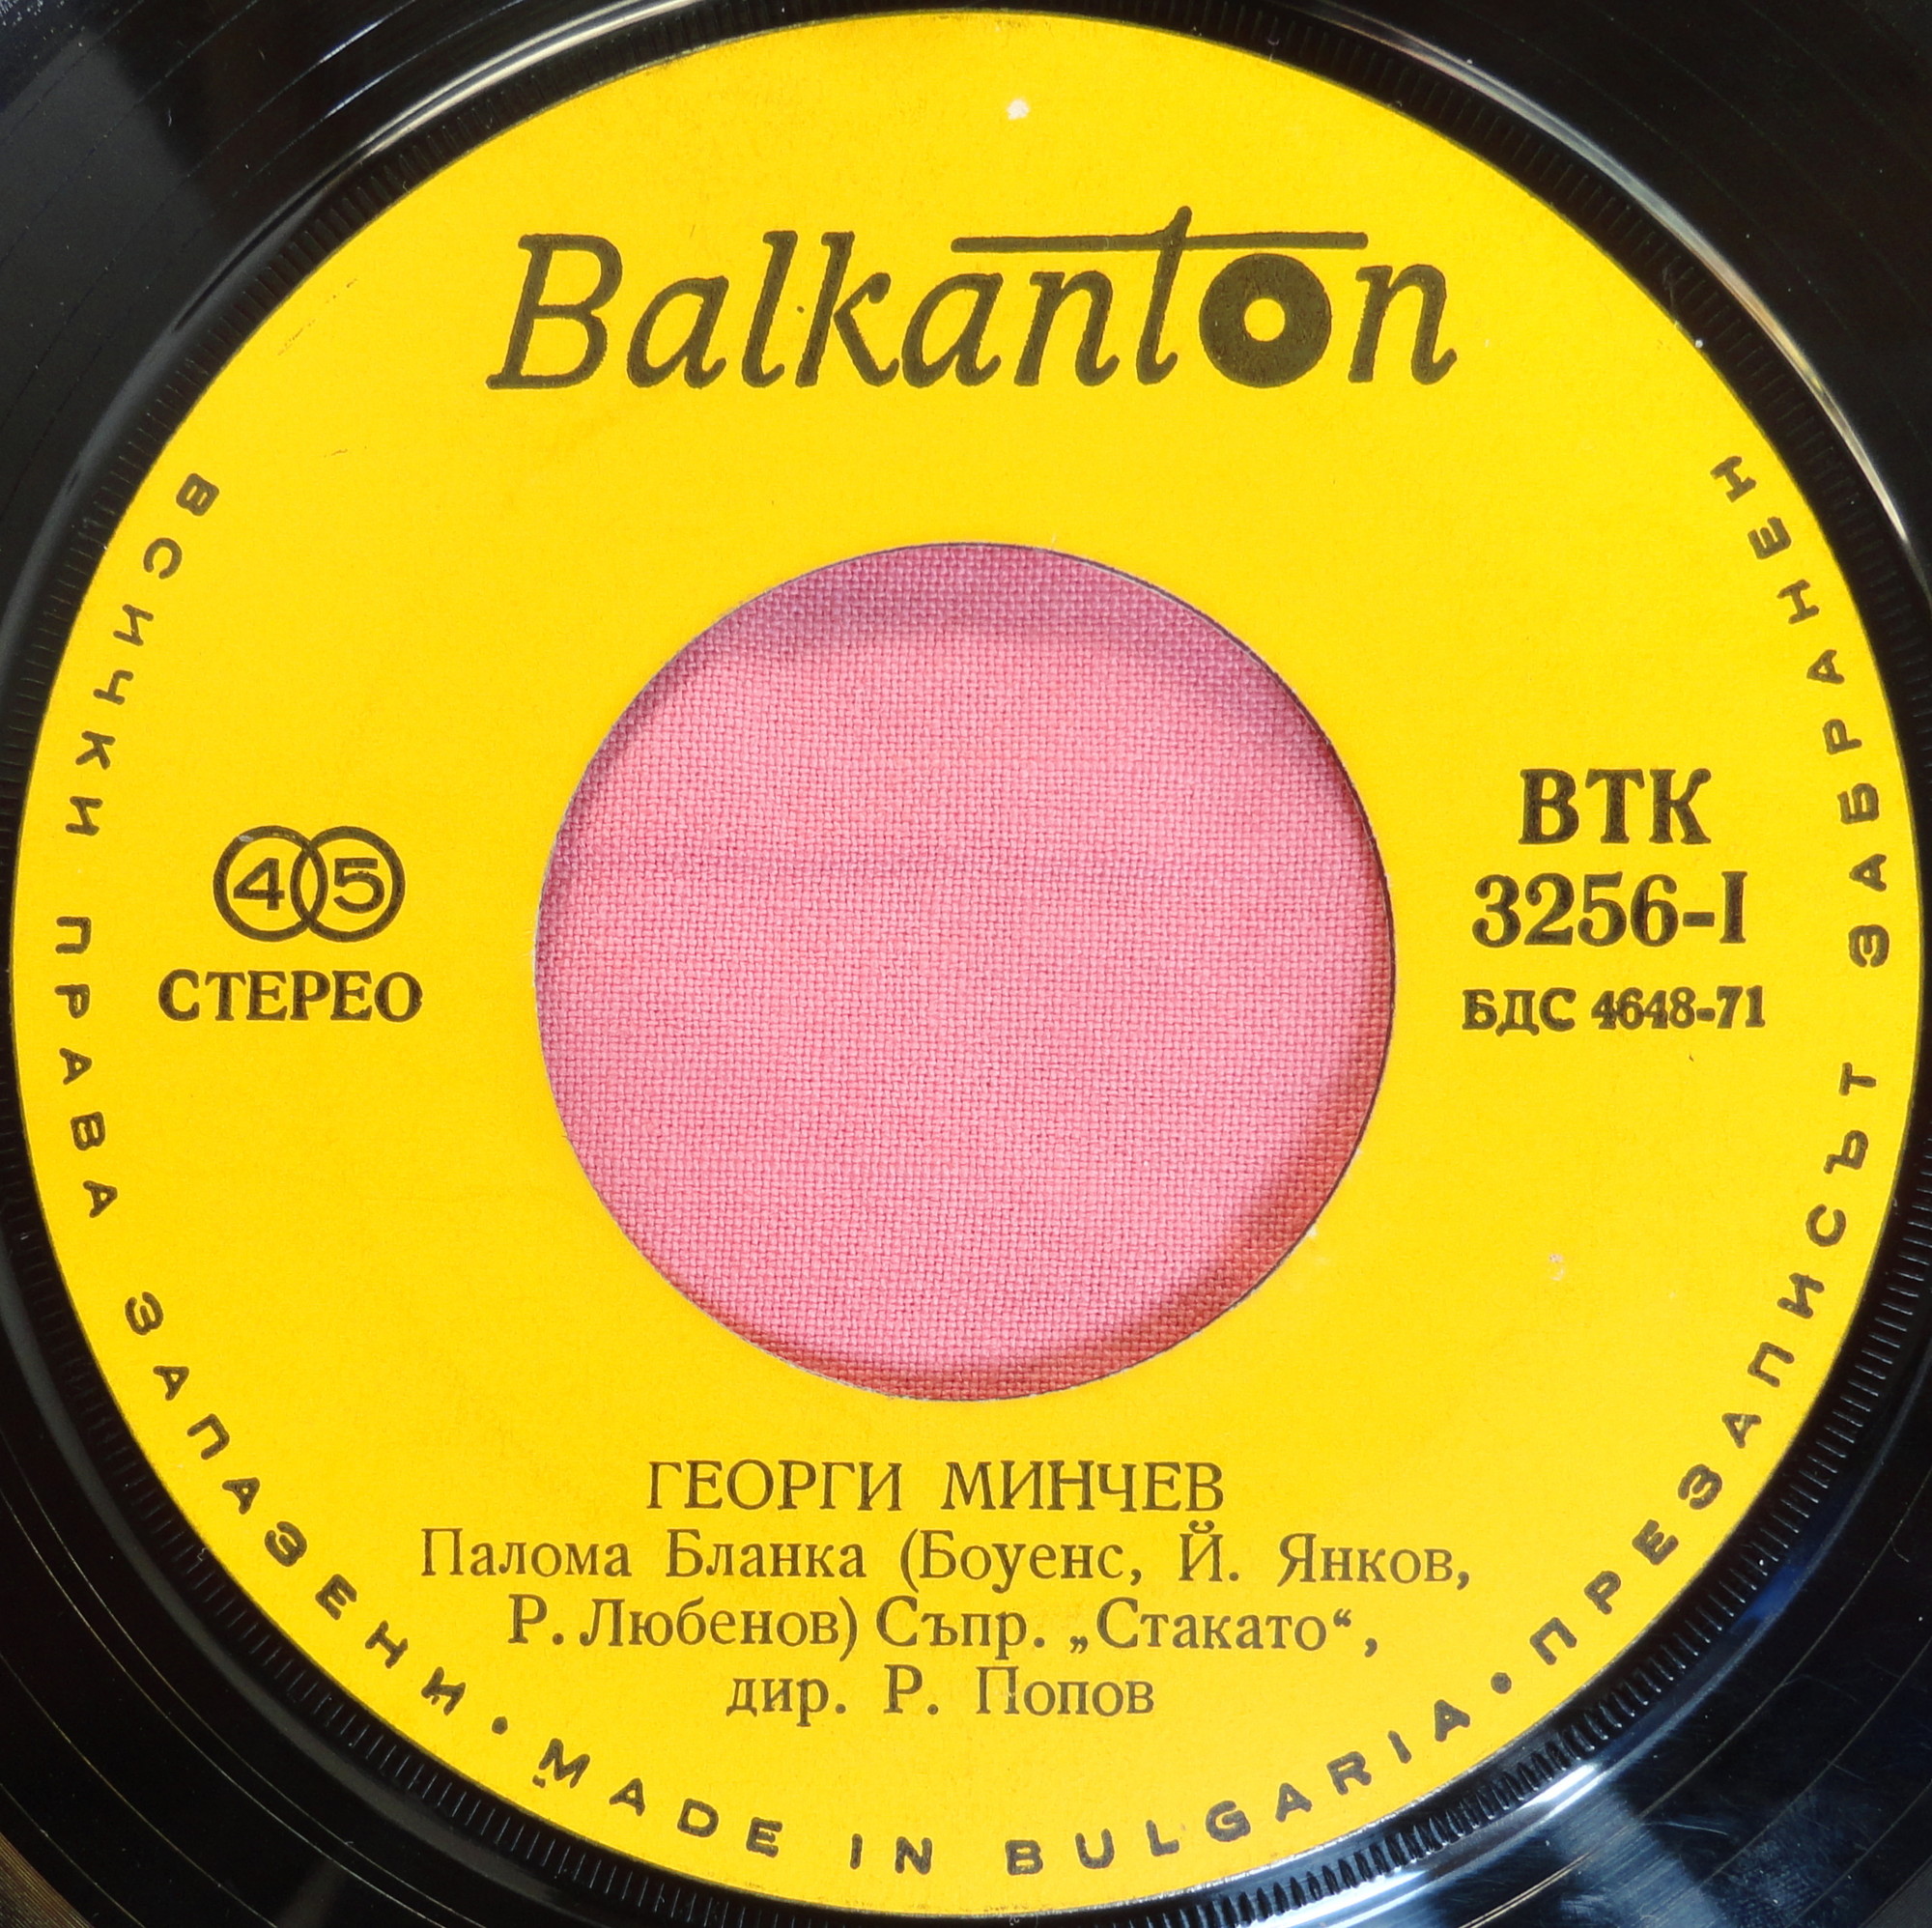 Balkanton
45
СТЕРЕО
ВТК
3256-I
БДС 4648-71
ГЕОРГИ МИНЧЕВ
Палома Бланка (Боуенс, Й. Янков,
Р. Любенов) Съпр. „Стакато“,
дир. Р. Попов
ВСИЧКИ ПРАВА ЗАПАЗЕНИ • MADE IN BULGARIA • ПРЕЗАПИСЪТ ЗАБРАНЕН